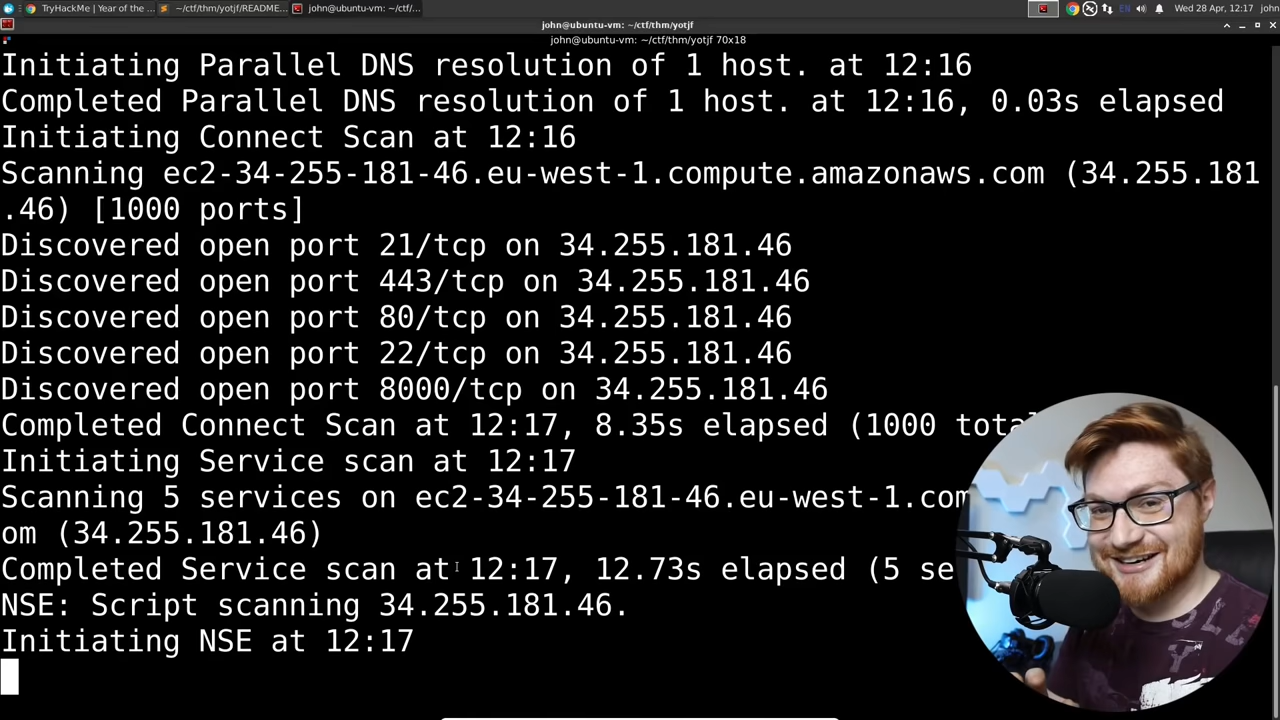 TryHackMe | Year of the ...
~/ctf/thm/yotjf/README...
john@ubuntu-vm: ~/ctf/...
EN
Wed 28 Apr, 12:17
john
john@ubuntu-vm: ~/ctf/thm/yotjf
john@ubuntu-vm: ~/ctf/thm/yotjf 70x18
Initiating Parallel DNS resolution of 1 host. at 12:16
Completed Parallel DNS resolution of 1 host. at 12:16, 0.03s elapsed
Initiating Connect Scan at 12:16
Scanning ec2-34-255-181-46.eu-west-1.compute.amazonaws.com (34.255.181
.46) [1000 ports]
Discovered open port 21/tcp on 34.255.181.46
Discovered open port 443/tcp on 34.255.181.46
Discovered open port 80/tcp on 34.255.181.46
Discovered open port 22/tcp on 34.255.181.46
Discovered open port 8000/tcp on 34.255.181.46
Completed Connect Scan at 12:17, 8.35s elapsed (1000 tota
Initiating Service scan at 12:17
Scanning 5 services on ec2-34-255-181-46.eu-west-1.com
om (34.255.181.46)
Completed Service scan at 12:17, 12.73s elapsed (5 se
NSE: Script scanning 34.255.181.46.
Initiating NSE at 12:17